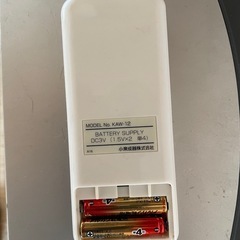 MODEL No. KAW-12
BATTERY SUPPLY
DC3V (1.5V×2 単4)
小泉成器株式会社